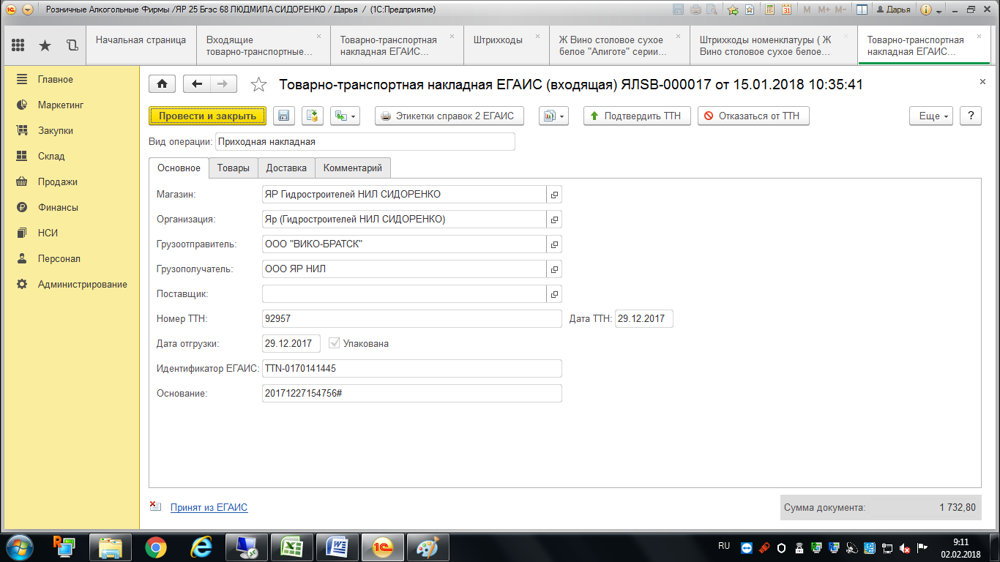 Розничные Алкогольные Фирмы /ЯР 25 Бгэс 68 ЛЮДМИЛА СИДОРЕНКО / Дарья / (1С:Предприятие)
M M+ M− Дарья
Начальная страница
Входящие
товарно-транспортные...
Товарно-транспортная
накладная ЕГАИС...
Штрихкоды
Ж Вино столовое сухое
белое "Алиготе" серии...
Штрихкоды номенклатуры ( Ж
Вино столовое сухое белое...
Товарно-транспортная
накладная ЕГАИС...
Главное
Маркетинг
Закупки
Склад
Продажи
Финансы
НСИ
Персонал
Администрирование
Товарно-транспортная накладная ЕГАИС (входящая) ЯЛSB-000017 от 15.01.2018 10:35:41
Провести и закрыть Этикетки справок 2 ЕГАИС Подтвердить ТТН Отказаться от ТТН Еще ?
Вид операции: Приходная накладная
Основное Товары Доставка Комментарий
Магазин: ЯР Гидростроителей НИЛ СИДОРЕНКО
Организация: Яр (Гидростроителей НИЛ СИДОРЕНКО)
Грузоотправитель: ООО "ВИКО-БРАТСК"
Грузополучатель: ООО ЯР НИЛ
Поставщик:
Номер ТТН: 92957 Дата ТТН: 29.12.2017
Дата отгрузки: 29.12.2017 Упакована
Идентификатор ЕГАИС: TTN-0170141445
Основание: 20171227154756#
Принят из ЕГАИС Сумма документа: 1 732,80
RU 9:11
02.02.2018